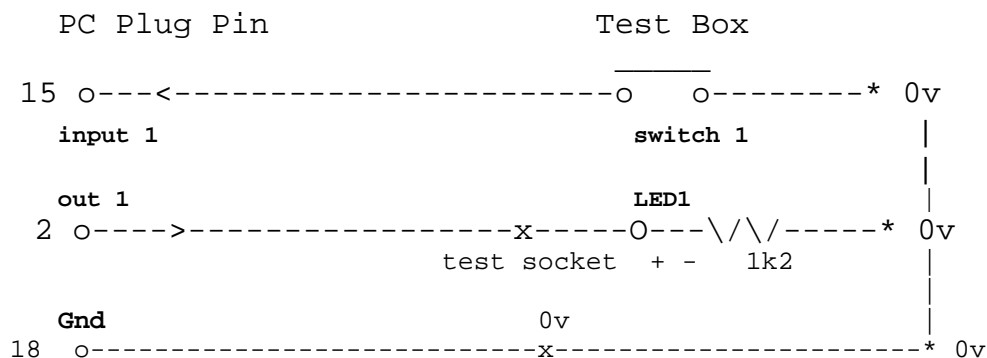 PC Plug Pin Test Box
_____
15 o---<-----------------------o o--------* 0v
input 1 switch 1 |
|
out 1 LED1 |
2 o---->-----------------x-----O---\/\/-----* 0v
test socket + - 1k2 |
|
Gnd 0v |
18 o------------------------------x-------------------------* 0v